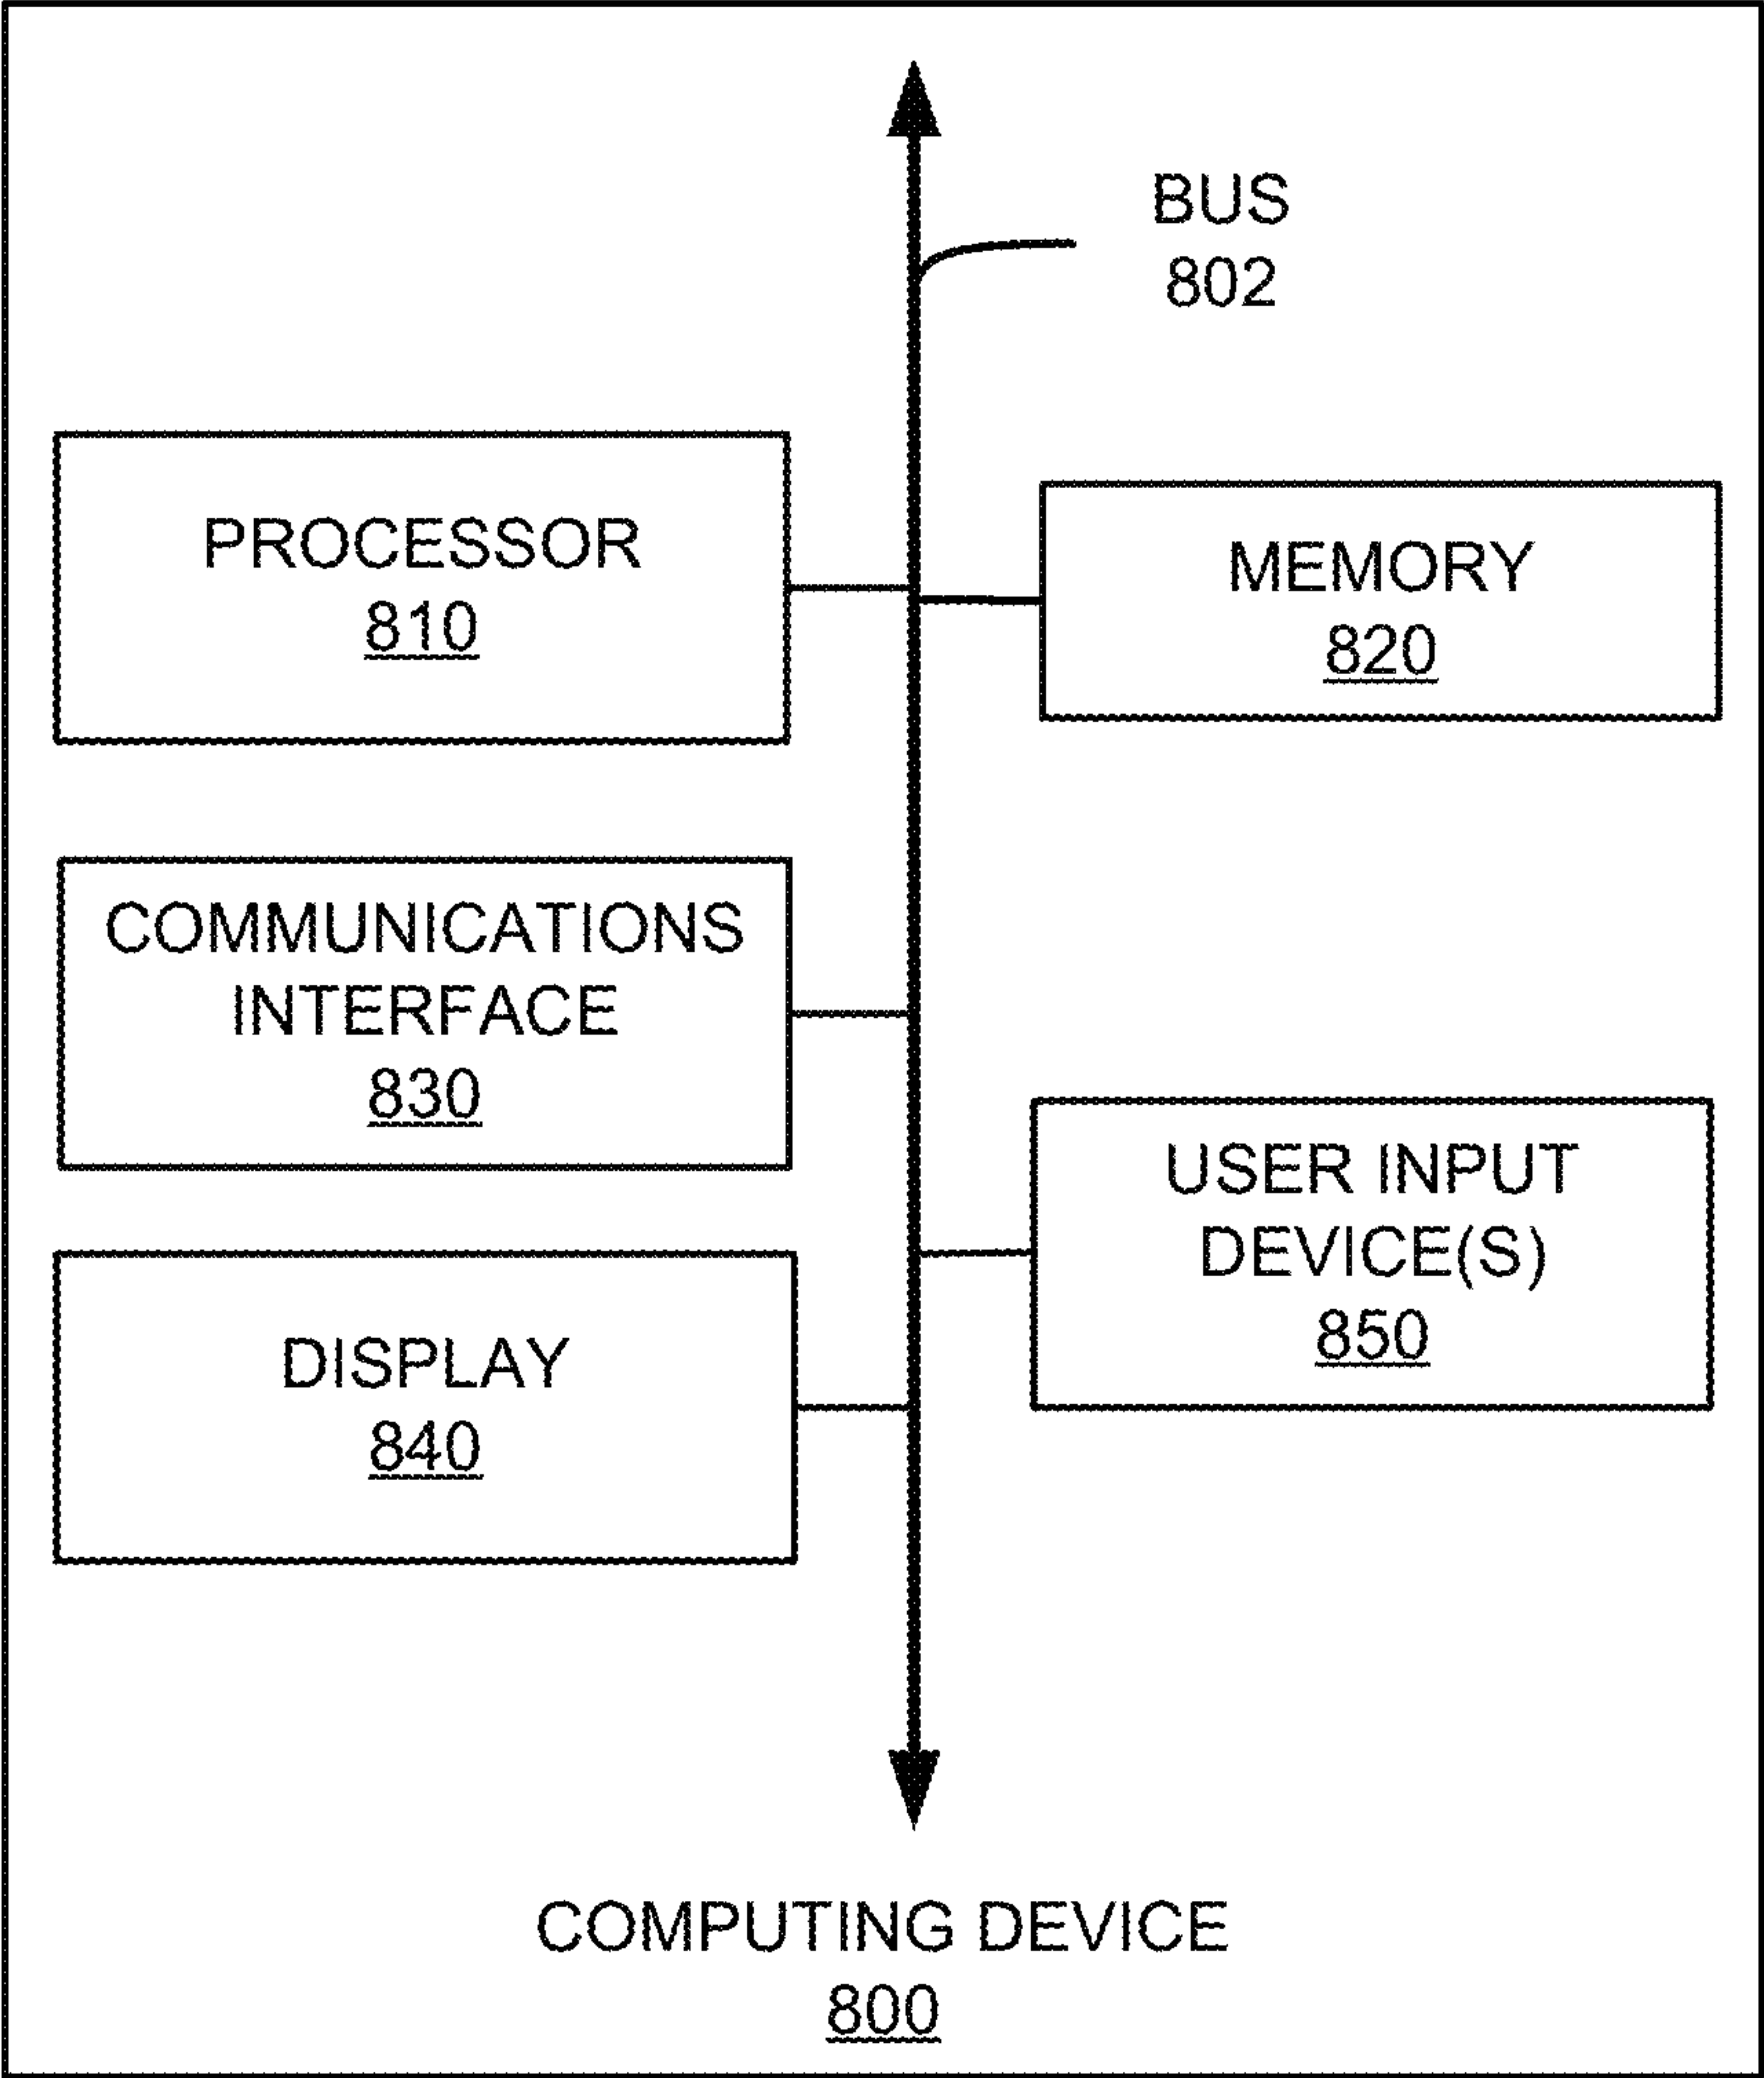 BUS
802
PROCESSOR
810
MEMORY
820
COMMUNICATIONS
INTERFACE
830
USER INPUT
DEVICE(S)
850
DISPLAY
840
COMPUTING DEVICE
800